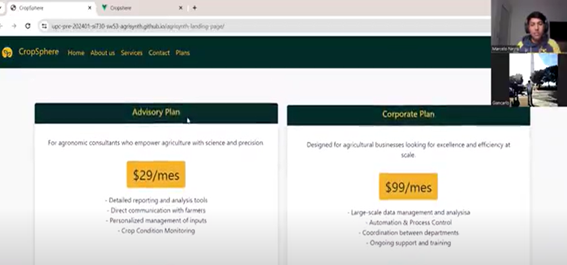 CropSphere
Cropsphere
upc-pre-202401-si730-sw53-agrisynth.github.io/agrisynth-landing-page/
CropSphere Home About us Services Contact Plans
Advisory Plan
For agronomic consultants who empower agriculture with science and precision
$29/mes
- Detailed reporting and analysis tools
- Direct communication with farmers
- Personalized management of inputs
- Crop Condition Monitoring
Corporate Plan
Designed for agricultural businesses looking for excellence and efficiency at
scale.
$99/mes
- Large-scale data management and analysisa
- Automation & Process Control
- Coordination between departments
- Ongoing support and training